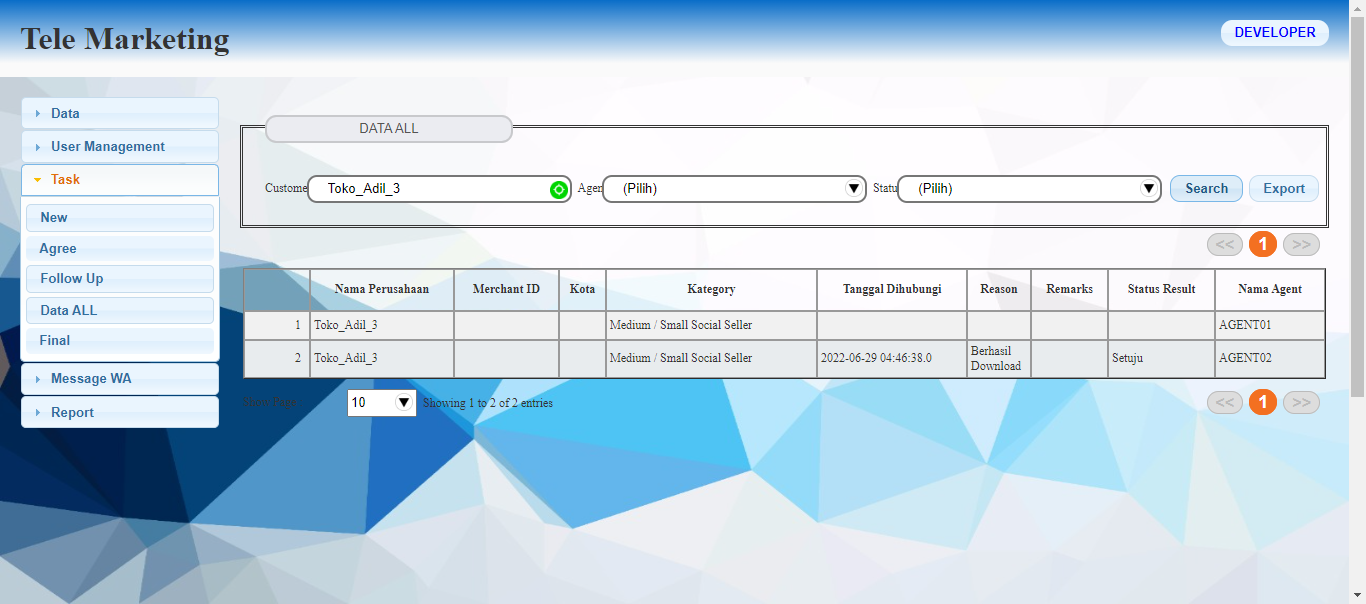 Tele Marketing
DEVELOPER
Data
User Management
Task
New
Agree
Follow Up
Data ALL
Final
Message WA
Report
DATA ALL
Custome Toko_Adil_3 Agen (Pilih) Statu (Pilih) Search Export
<< 1 >>
Nama Perusahaan Merchant ID Kota Kategory Tanggal Dihubungi Reason Remarks Status Result Nama Agent
1 Toko_Adil_3 Medium / Small Social Seller AGENT01
2 Toko_Adil_3 Medium / Small Social Seller 2022-06-29 04:46:38.0 Berhasil Download Setuju AGENT02
10 Showing 1 to 2 of 2 entries
<< 1 >>